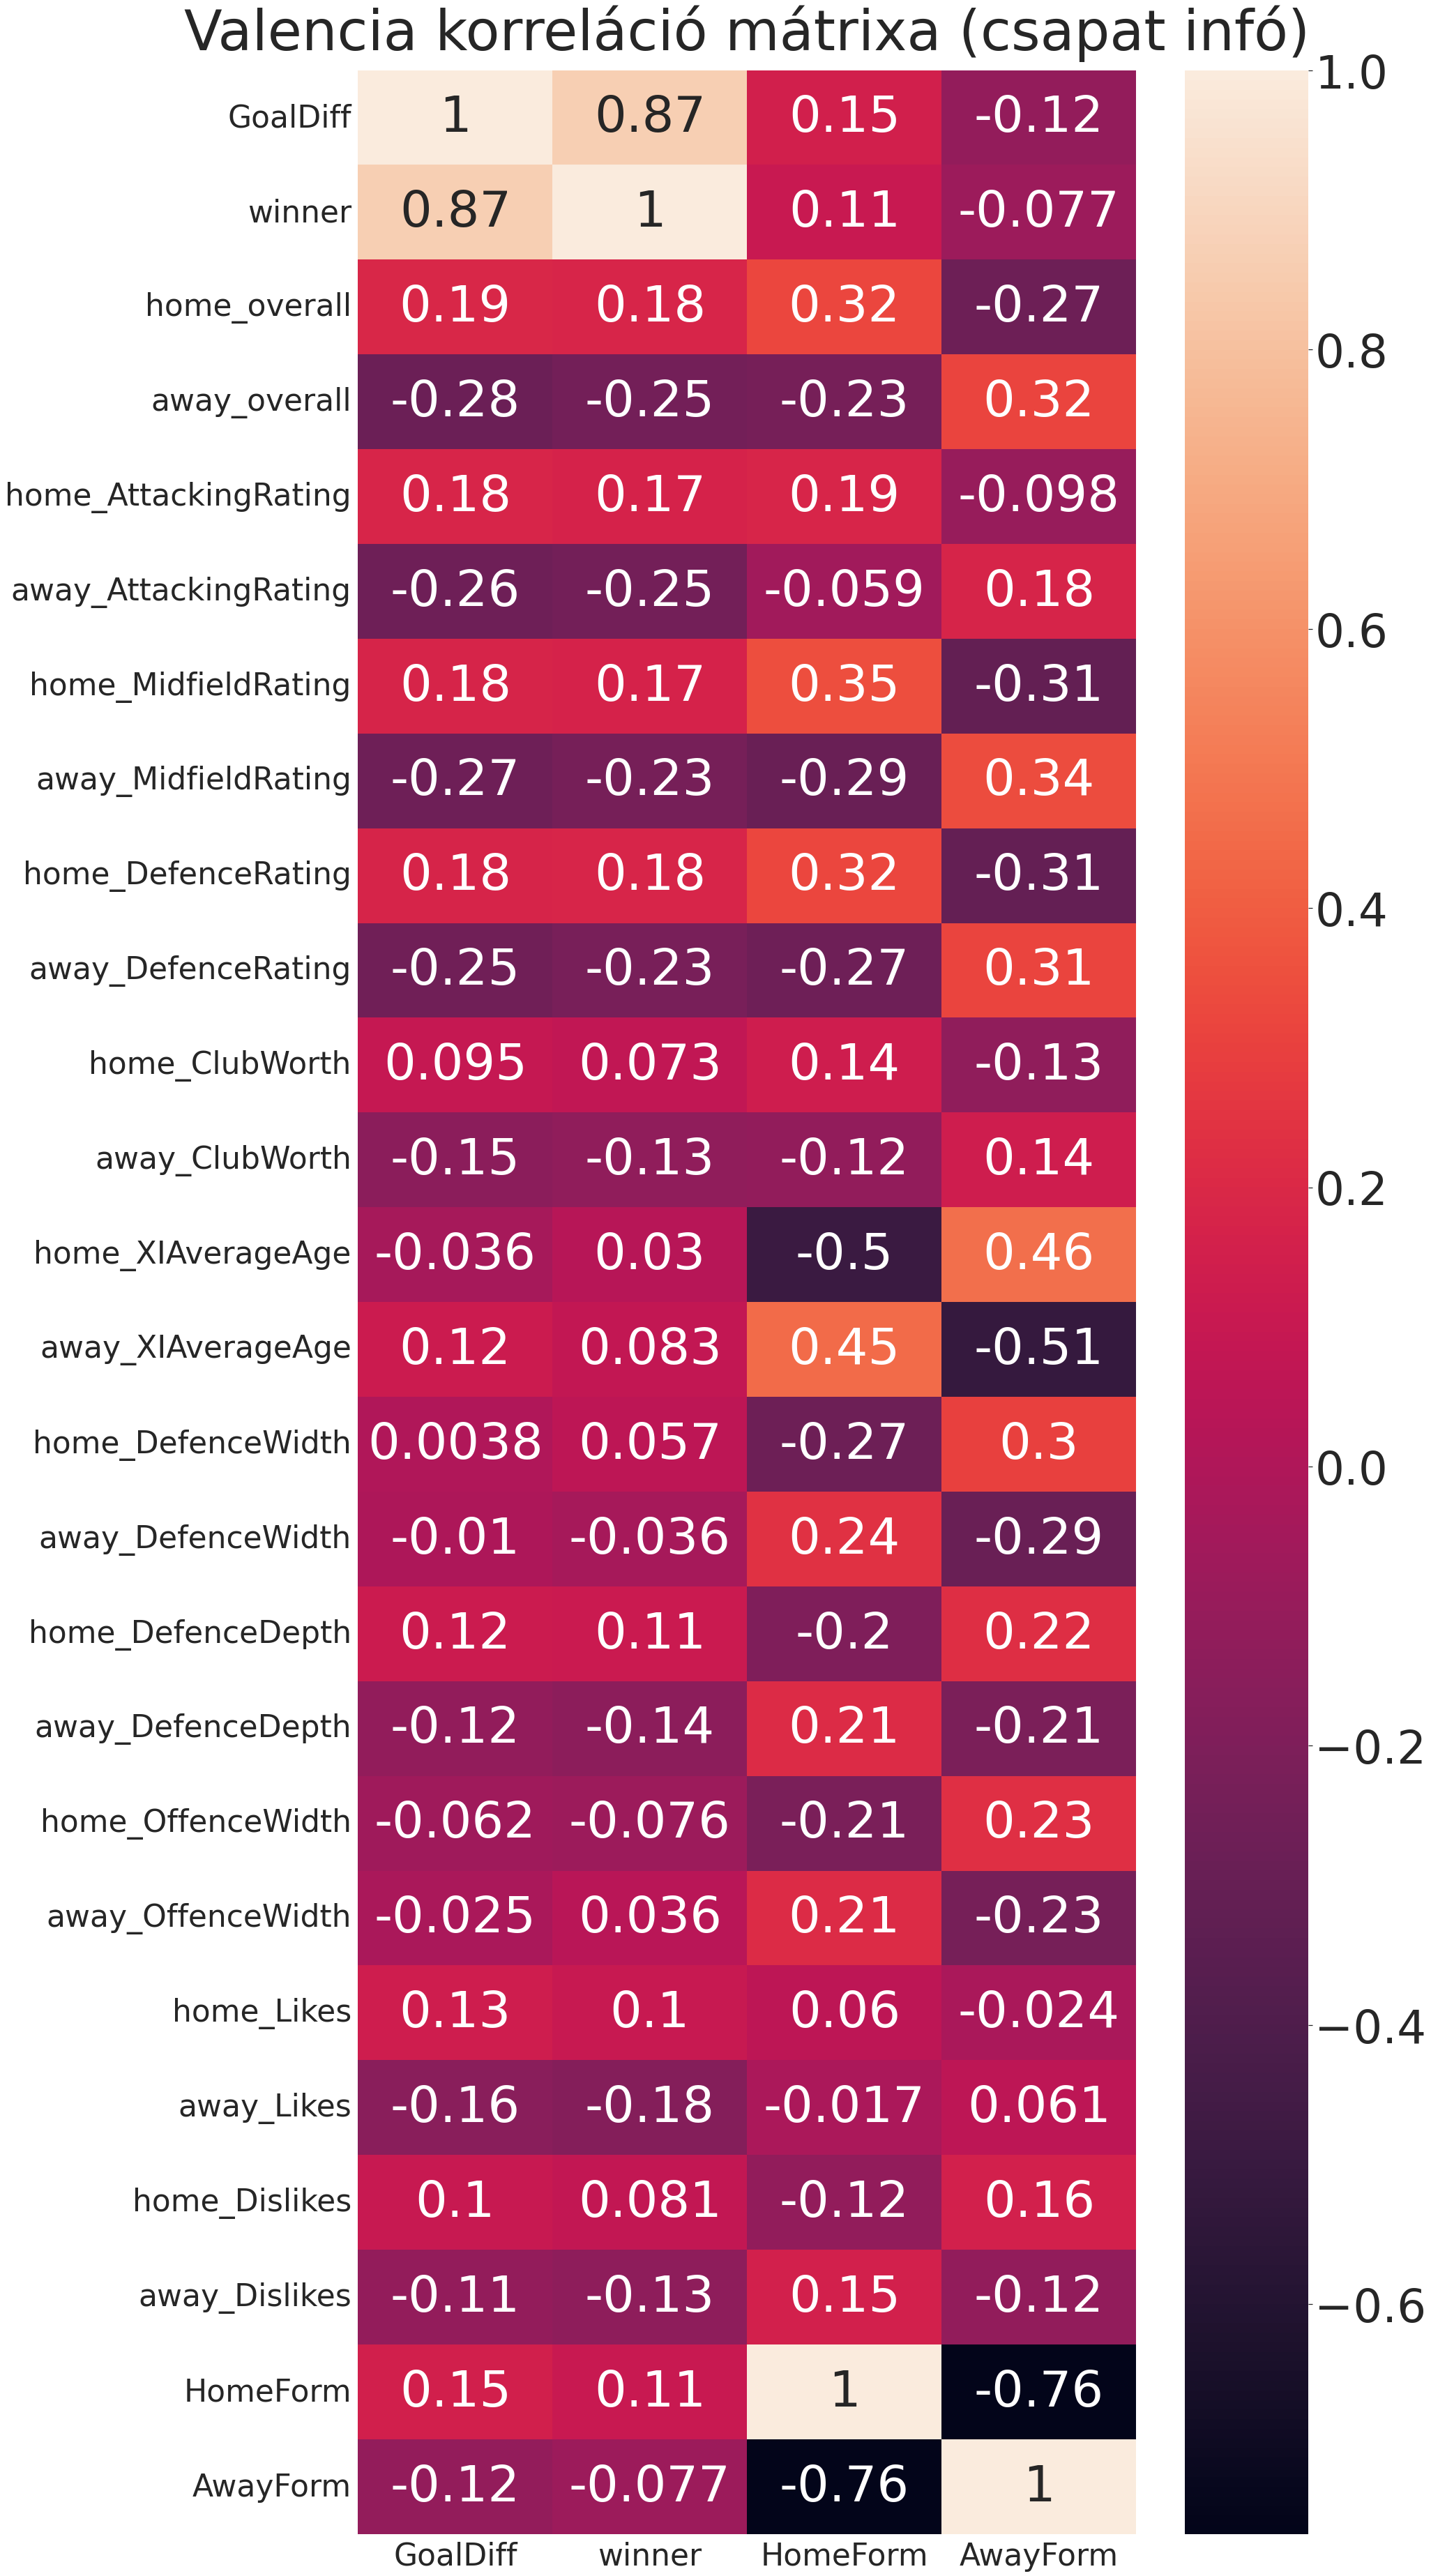 Valencia korreláció mátrixa (csapat infó)
GoalDiff 1 0.87 0.15 -0.12
winner 0.87 1 0.11 -0.077
home_overall 0.19 0.18 0.32 -0.27
away_overall -0.28 -0.25 -0.23 0.32
home_AttackingRating 0.18 0.17 0.19 -0.098
away_AttackingRating -0.26 -0.25 -0.059 0.18
home_MidfieldRating 0.18 0.17 0.35 -0.31
away_MidfieldRating -0.27 -0.23 -0.29 0.34
home_DefenceRating 0.18 0.18 0.32 -0.31
away_DefenceRating -0.25 -0.23 -0.27 0.31
home_ClubWorth 0.095 0.073 0.14 -0.13
away_ClubWorth -0.15 -0.13 -0.12 0.14
home_XIAverageAge -0.036 0.03 -0.5 0.46
away_XIAverageAge 0.12 0.083 0.45 -0.51
home_DefenceWidth 0.0038 0.057 -0.27 0.3
away_DefenceWidth -0.01 -0.036 0.24 -0.29
home_DefenceDepth 0.12 0.11 -0.2 0.22
away_DefenceDepth -0.12 -0.14 0.21 -0.21
home_OffenceWidth -0.062 -0.076 -0.21 0.23
away_OffenceWidth -0.025 0.036 0.21 -0.23
home_Likes 0.13 0.1 0.06 -0.024
away_Likes -0.16 -0.18 -0.017 0.061
home_Dislikes 0.1 0.081 -0.12 0.16
away_Dislikes -0.11 -0.13 0.15 -0.12
HomeForm 0.15 0.11 1 -0.76
AwayForm -0.12 -0.077 -0.76 1
GoalDiff winner HomeForm AwayForm
1.0
0.8
0.6
0.4
0.2
0.0
−0.2
−0.4
−0.6